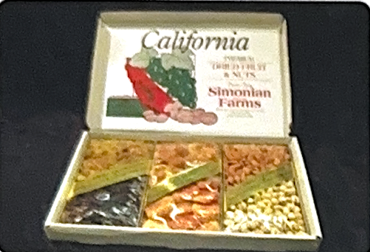 California
PREMIUM
DRIED FRUIT
& NUTS
Simonian
Farms